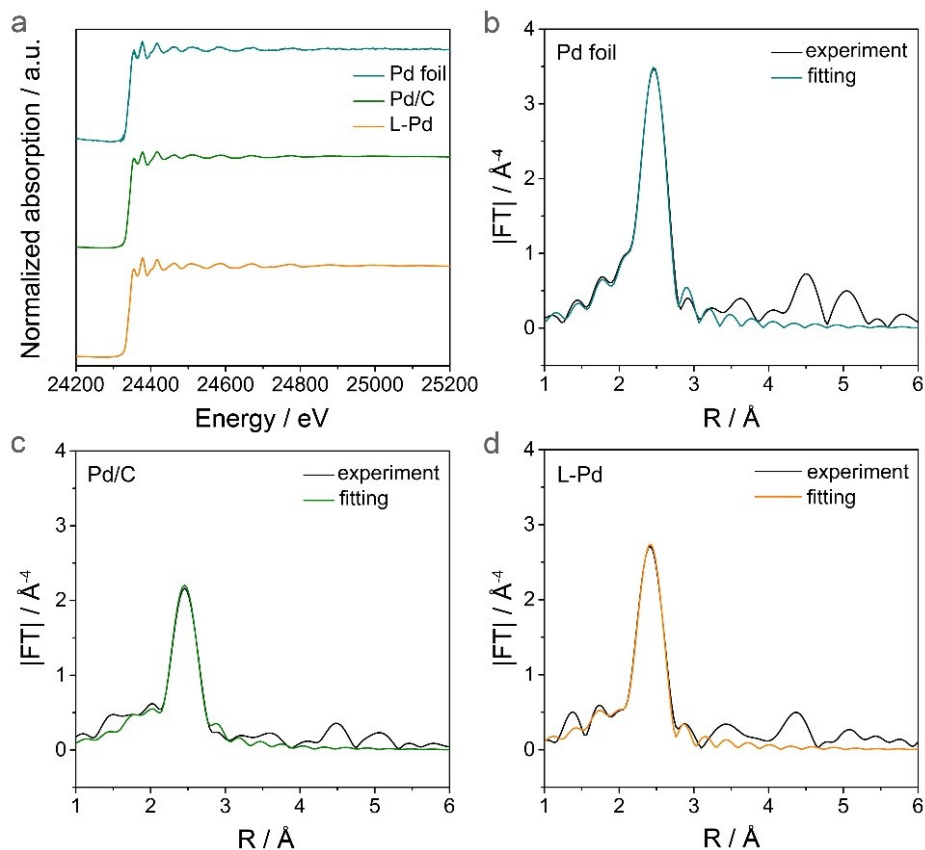 a
Normalized absorption / a.u.
Pd foil
Pd/C
L-Pd
24200 24400 24600 24800 25000 25200
Energy / eV
b
Pd foil
experiment
fitting
|FT| / Å⁻⁴
4
3
2
1
0
1 2 3 4 5 6
R / Å
c
Pd/C
experiment
fitting
|FT| / Å⁻⁴
4
3
2
1
0
1 2 3 4 5 6
R / Å
d
L-Pd
experiment
fitting
|FT| / Å⁻⁴
4
3
2
1
0
1 2 3 4 5 6
R / Å